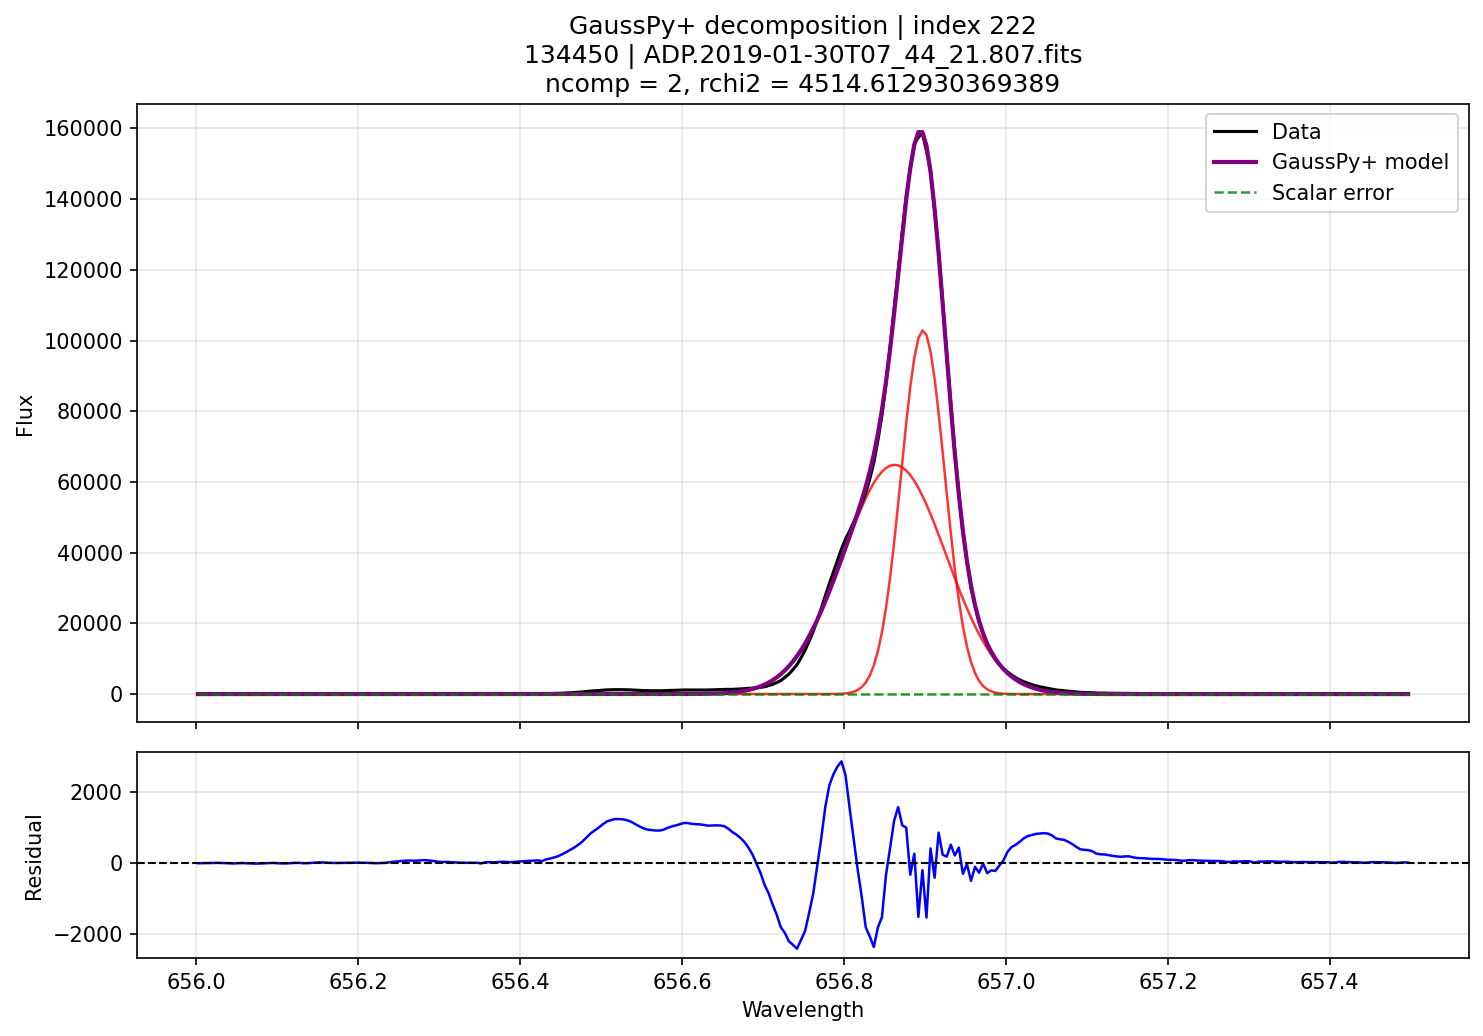 GaussPy+ decomposition | index 222
134450 | ADP.2019-01-30T07_44_21.807.fits
ncomp = 2, rchi2 = 4514.612930369389
Data
GaussPy+ model
Scalar error
160000
140000
120000
100000
80000
60000
40000
20000
0
Flux
2000
0
−2000
Residual
656.0 656.2 656.4 656.6 656.8 657.0 657.2 657.4
Wavelength